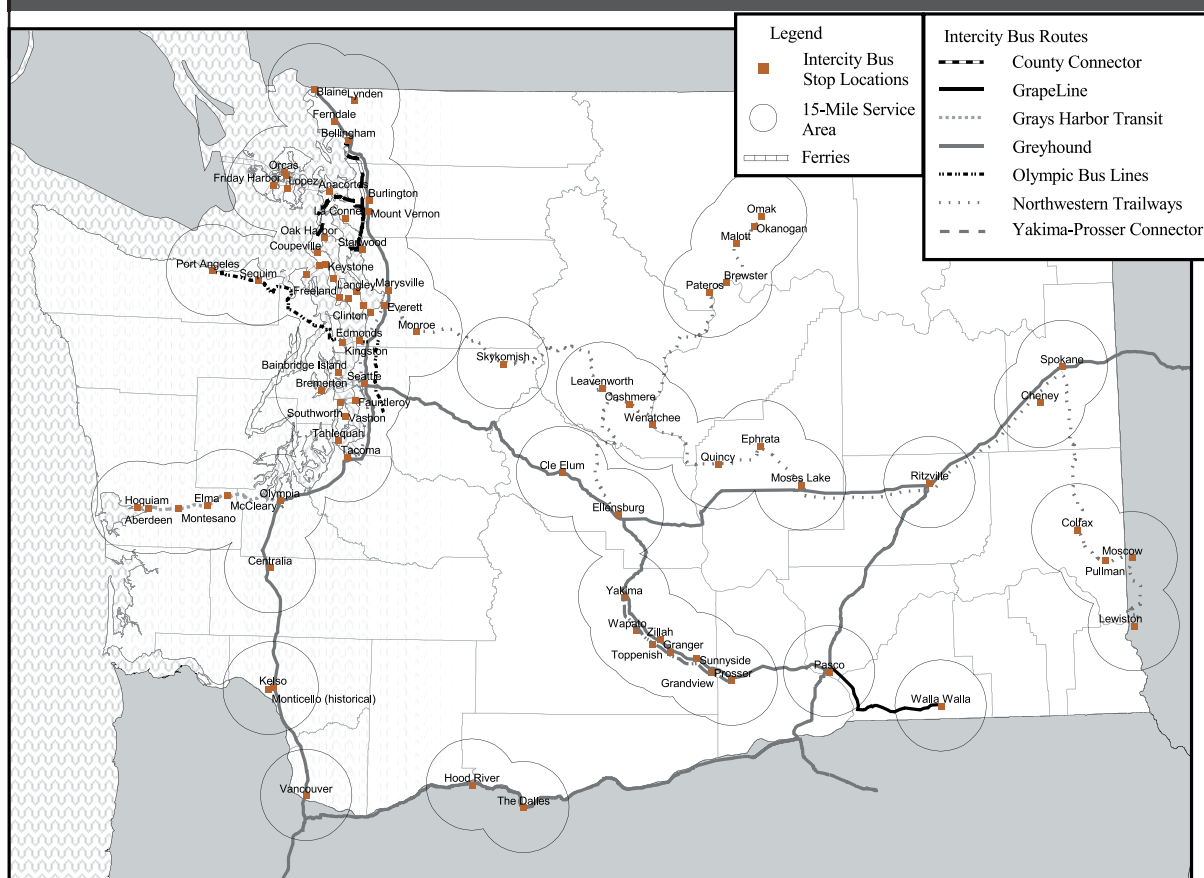 Legend
Intercity Bus
Stop Locations
15-Mile Service
Area
Ferries
Intercity Bus Routes
County Connector
GrapeLine
Grays Harbor Transit
Greyhound
Olympic Bus Lines
Northwestern Trailways
Yakima-Prosser Connector
Blaine
Lynden
Ferndale
Bellingham
Orcas
Friday Harbor
Lopez
Anacortes
Burlington
La Conner
Mount Vernon
Oak Harbor
Coupeville
Stanwood
Port Angeles
Sequim
Keystone
Freeland
Langley
Marysville
Clinton
Everett
Monroe
Edmonds
Kingston
Bainbridge Island
Seattle
Bremerton
Fauntleroy
Southworth
Vashon
Tahlequah
Tacoma
Skykomish
Leavenworth
Cashmere
Wenatchee
Omak
Okanogan
Malott
Brewster
Pateros
Spokane
Cheney
Ephrata
Quincy
Moses Lake
Ritzville
Cle Elum
Ellensburg
Hoquiam
Aberdeen
Elma
Montesano
McCleary
Olympia
Centralia
Colfax
Moscow
Pullman
Lewiston
Yakima
Wapato
Zillah
Granger
Toppenish
Sunnyside
Grandview
Prosser
Pasco
Walla Walla
Kelso
Monticello (historical)
Vancouver
Hood River
The Dalles